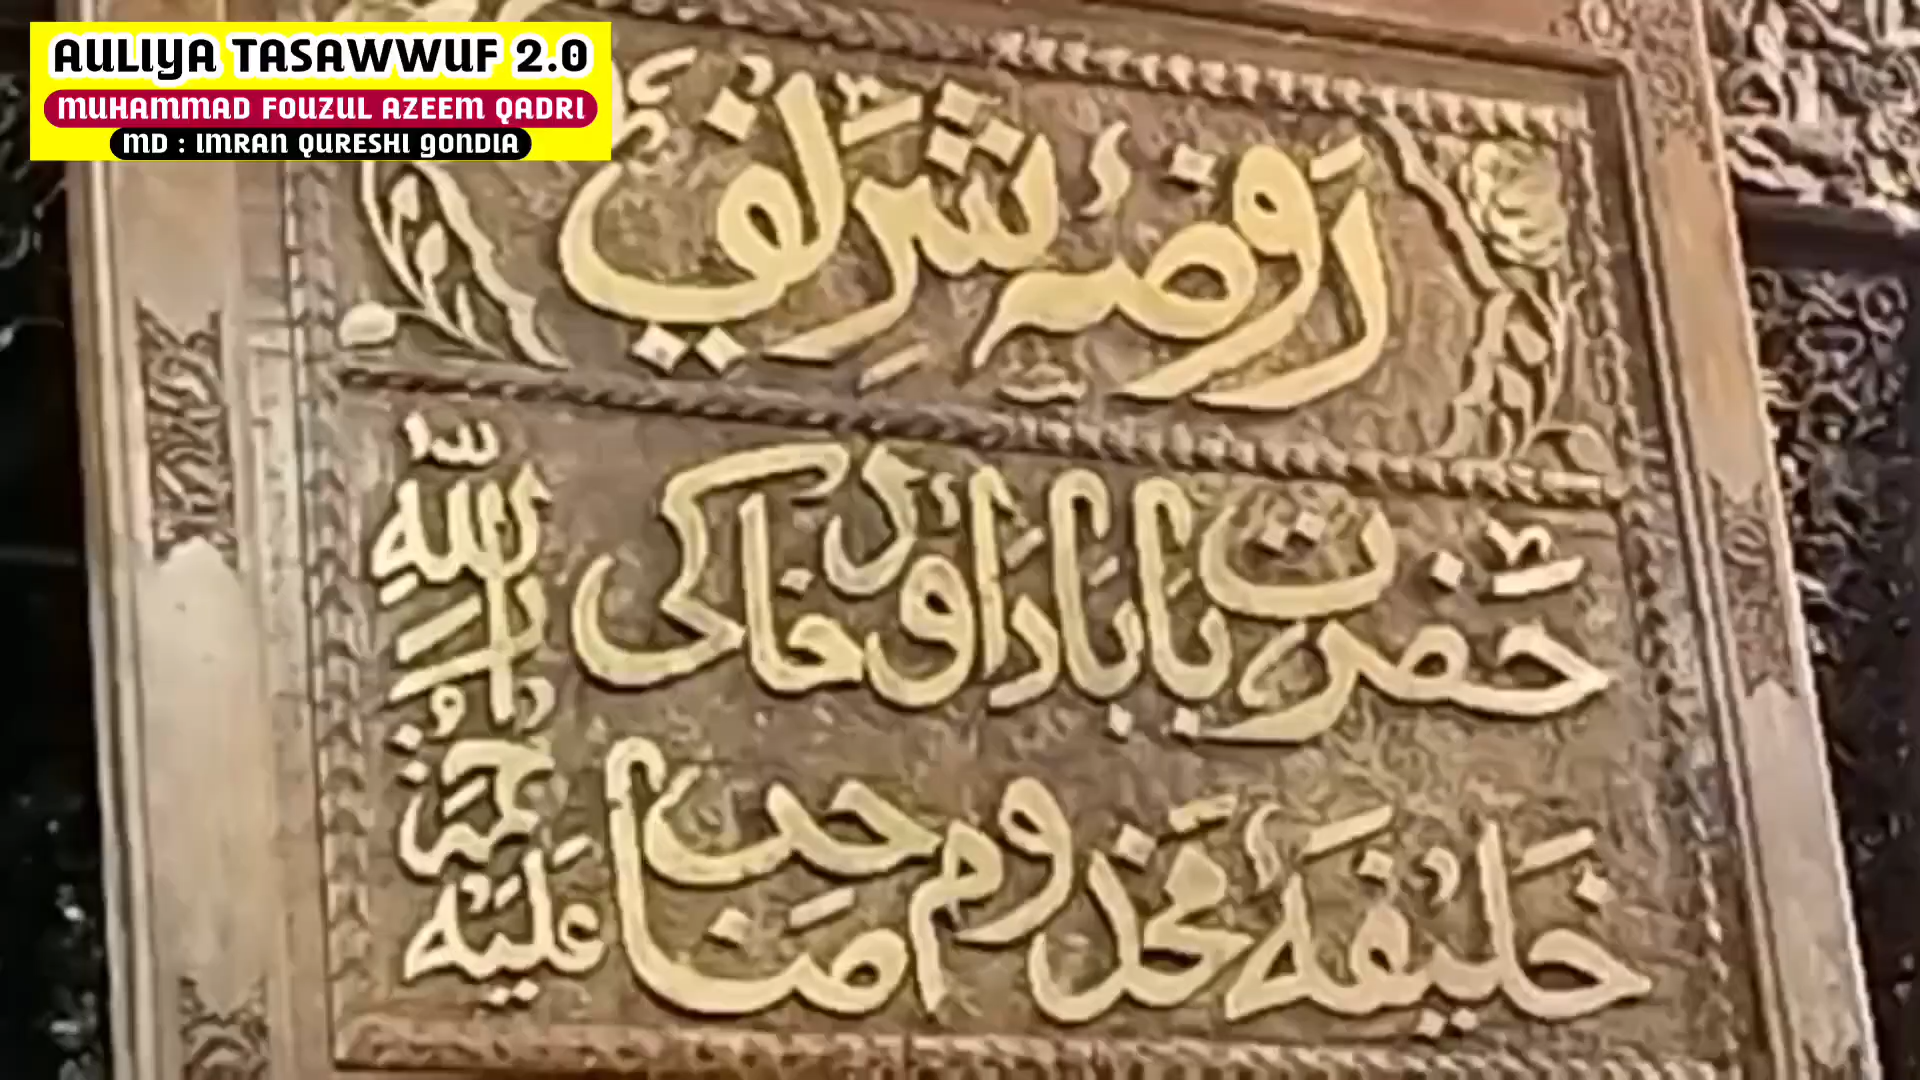 AULIYA TASAWWUF 2.0
MUHAMMAD FOUZUL AZEEM QADRI
MD : IMRAN QURESHI GONDIA
روضہ شریف
حضرت بابا داؤد خاکی
خلیفہ مخدوم صاحب
رحمۃ اللہ علیہ